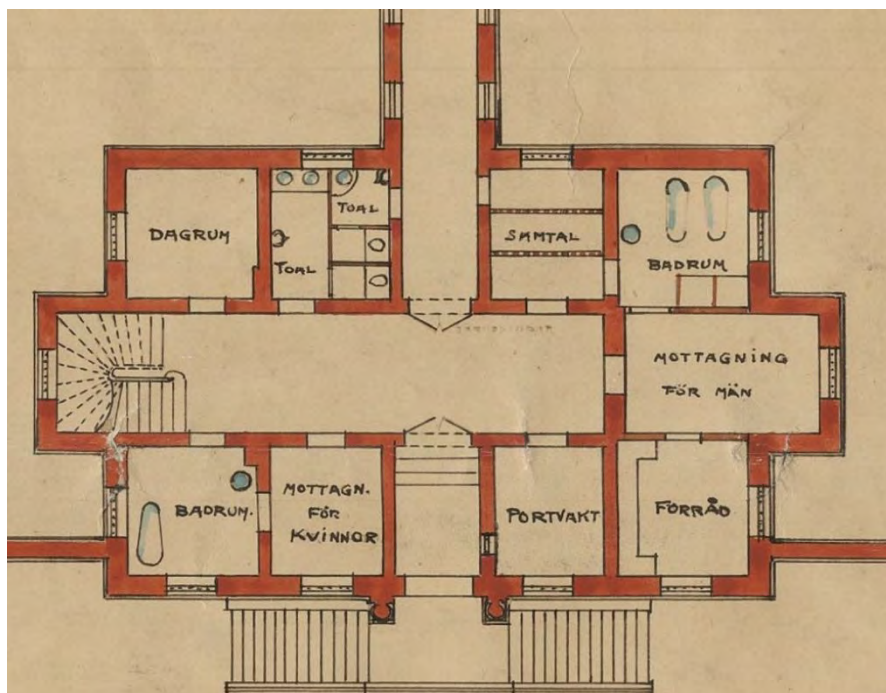 DAGRUM
TOAL
TOAL
SAMTAL
BADRUM
MOTTAGNING
FÖR MÄN
BADRUM.
MOTTAGN.
FÖR
KVINNOR
PORTVAKT
FÖRRÅD